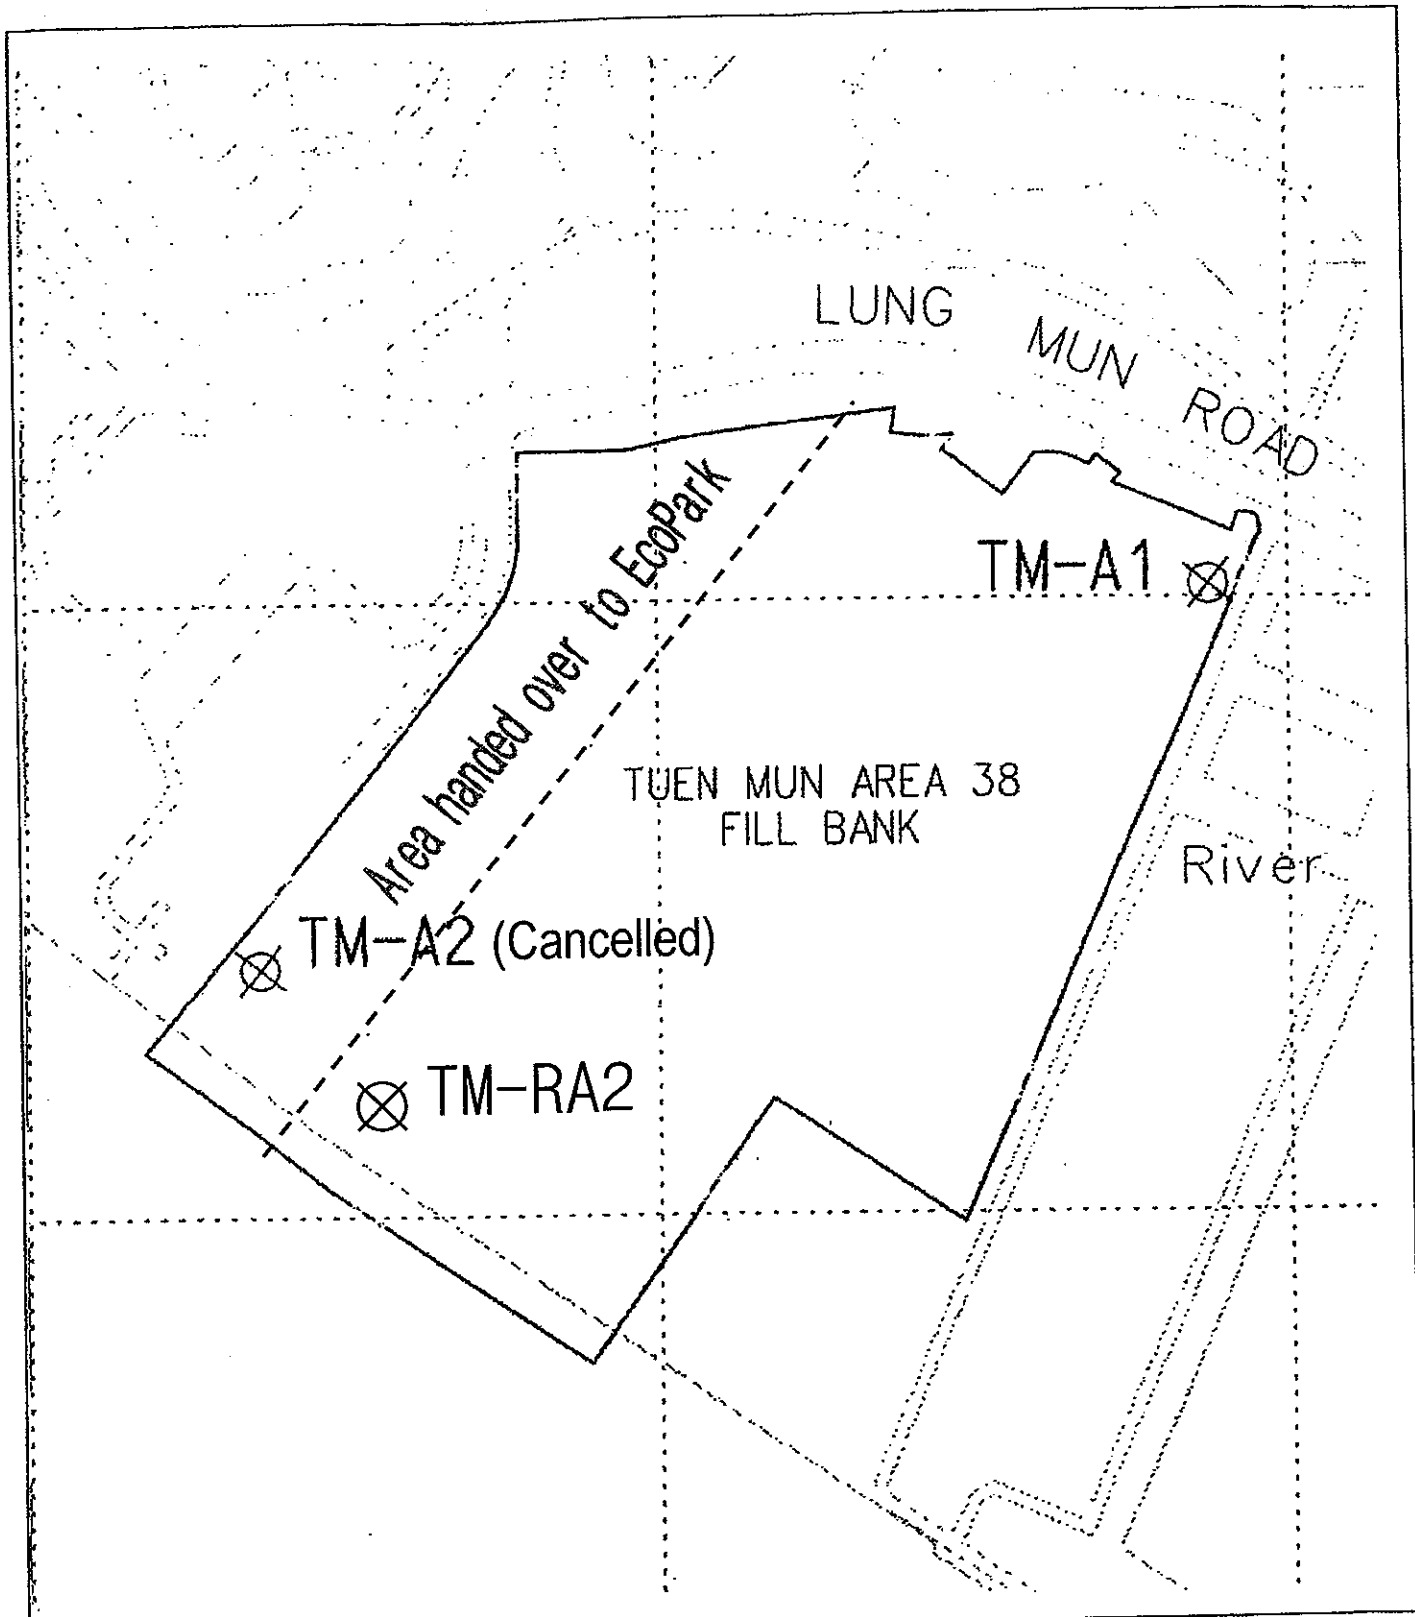 LUNG MUN ROAD
Area handed over to EcoPark
TM-A1
TUEN MUN AREA 38
FILL BANK
River
TM-A2 (Cancelled)
TM-RA2